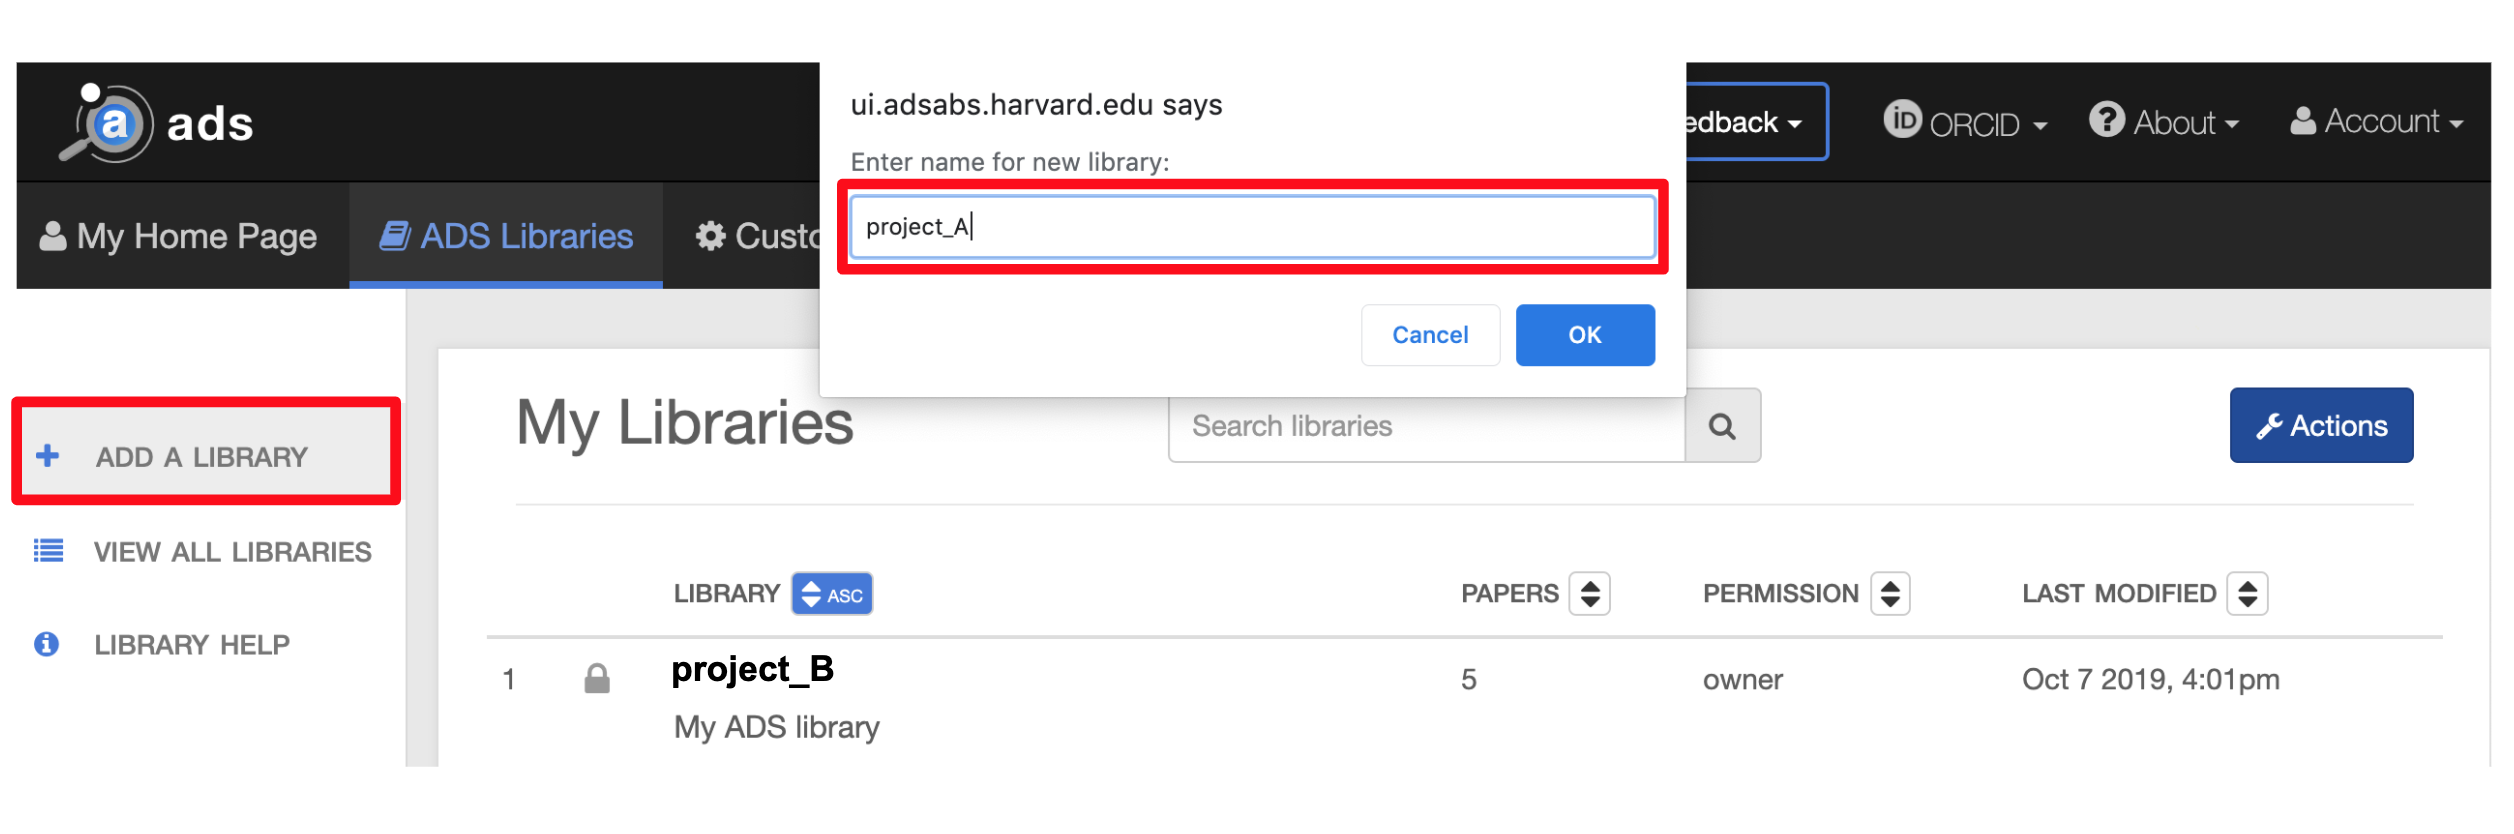 a ads
ui.adsabs.harvard.edu says
edback
iD ORCID
? About
Account
Enter name for new library:
My Home Page
ADS Libraries
Custo
project_A
Cancel
OK
My Libraries
Search libraries
Actions
ADD A LIBRARY
VIEW ALL LIBRARIES
LIBRARY HELP
LIBRARY ASC PAPERS PERMISSION LAST MODIFIED
1 project_B 5 owner Oct 7 2019, 4:01pm
My ADS library